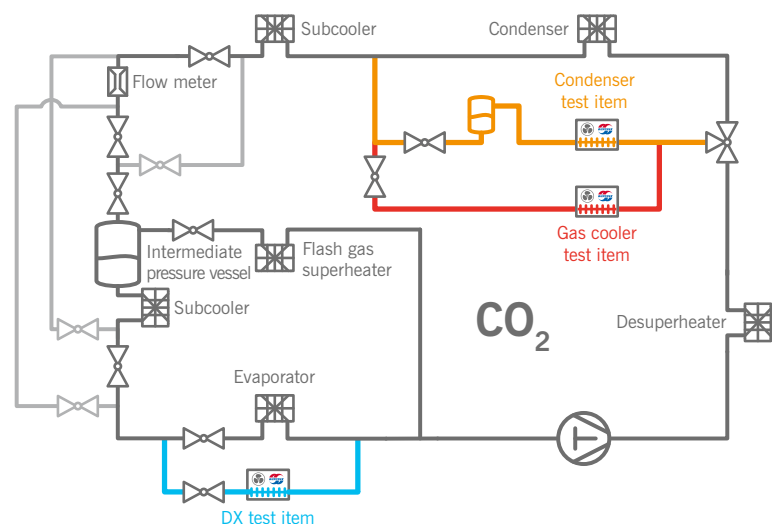 Subcooler
Condenser
Flow meter
Condenser
test item
Gas cooler
test item
Intermediate
pressure vessel
Flash gas
superheater
Subcooler
CO2
Desuperheater
Evaporator
DX test item